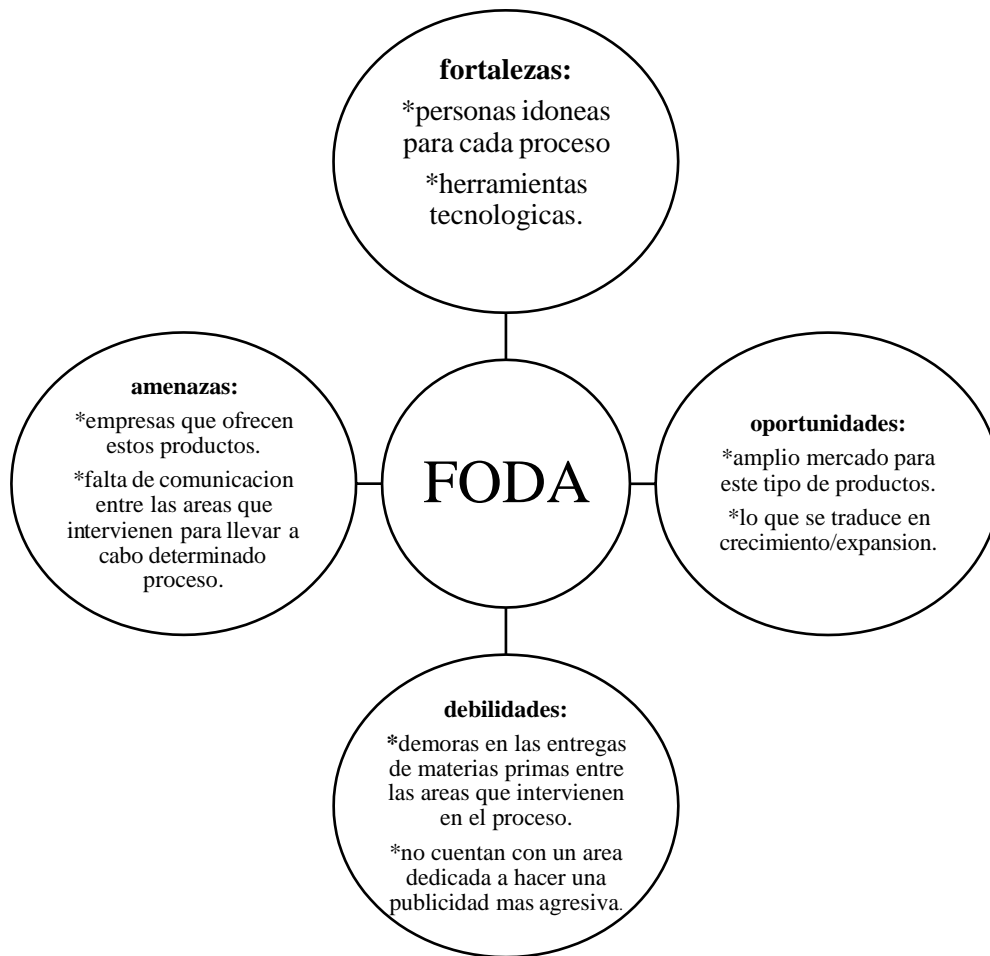 fortalezas:
*personas idoneas
para cada proceso
*herramientas
tecnologicas.
amenazas:
*empresas que ofrecen
estos productos.
*falta de comunicacion
entre las areas que
intervienen para llevar a
cabo determinado
proceso.
FODA
oportunidades:
*amplio mercado para
este tipo de productos.
*lo que se traduce en
crecimiento/expansion.
debilidades:
*demoras en las entregas
de materias primas entre
las areas que intervienen
en el proceso.
*no cuentan con un area
dedicada a hacer una
publicidad mas agresiva.